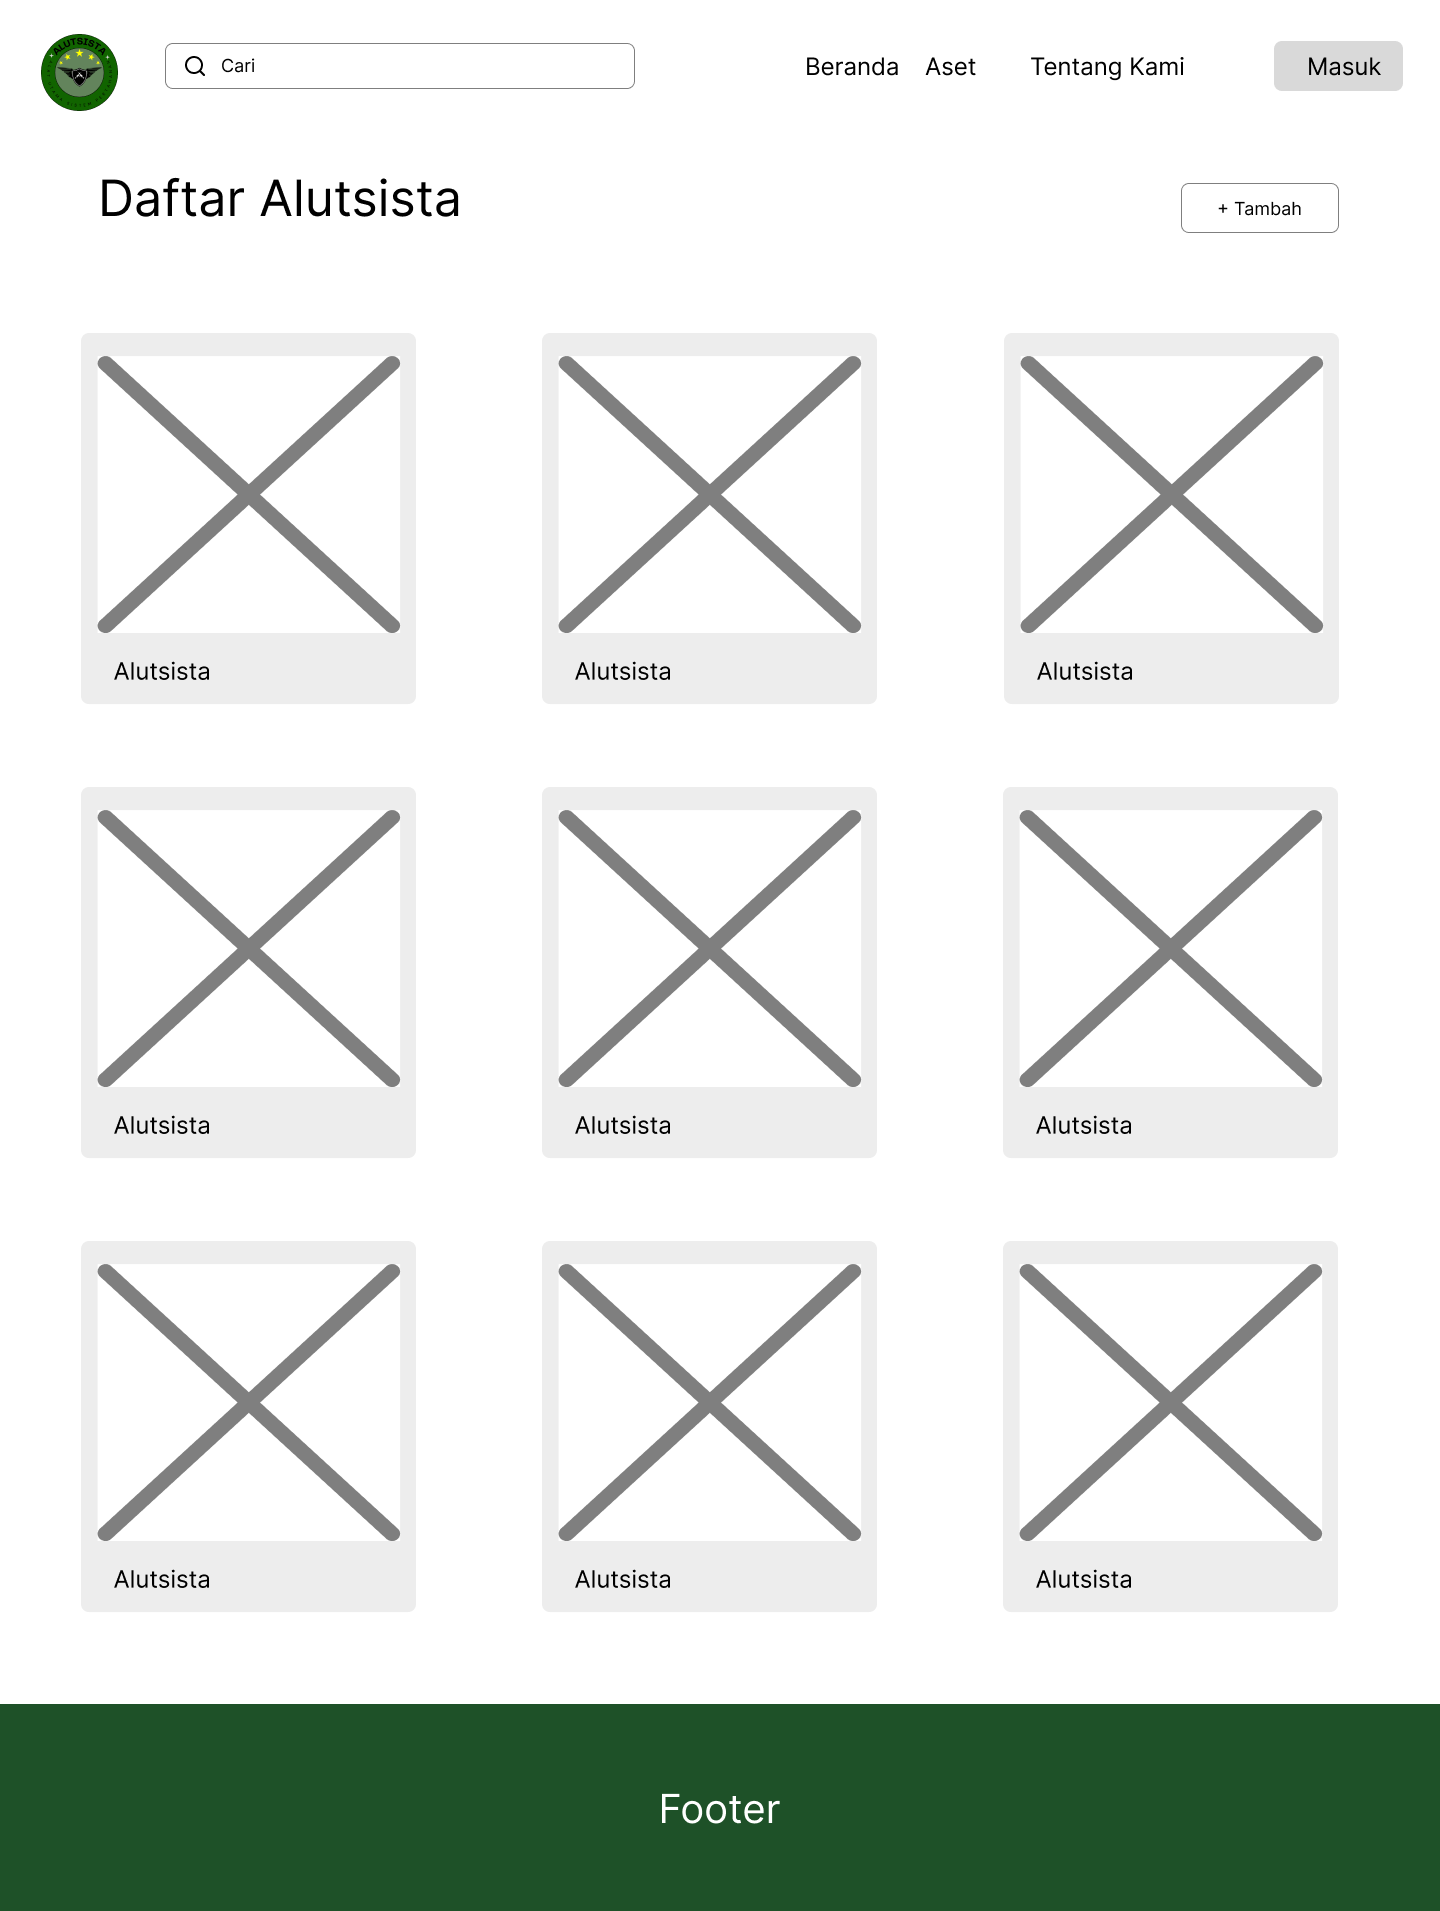 ALUTSISTA
Cari
Beranda
Aset
Tentang Kami
Masuk
Daftar Alutsista
+ Tambah
Alutsista
Alutsista
Alutsista
Alutsista
Alutsista
Alutsista
Alutsista
Alutsista
Alutsista
Footer